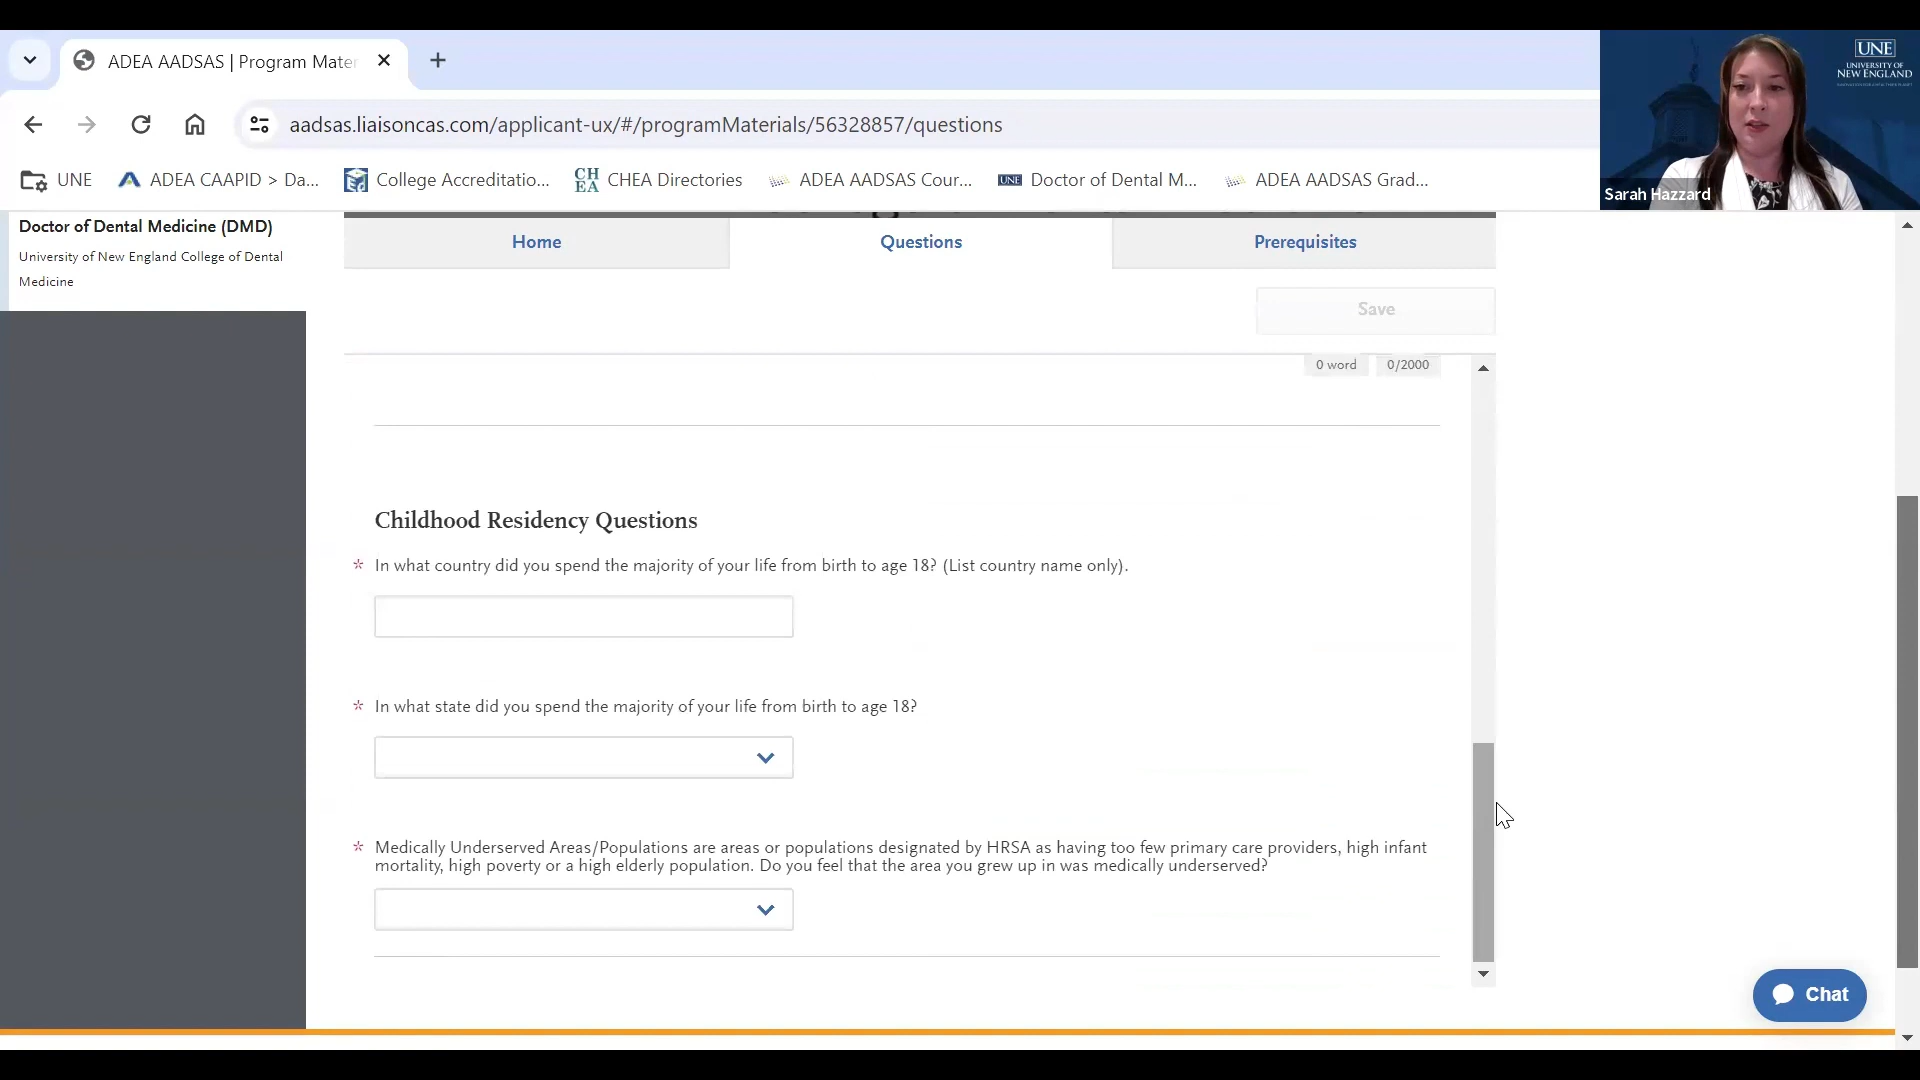 ADEA AADSAS | Program Mater
aadsas.liaisoncas.com/applicant-ux/#/programMaterials/56328857/questions
UNE
ADEA CAAPID > Da...
College Accreditatio...
CH
EA
CHEA Directories
ADEA AADSAS Cour...
UNE
Doctor of Dental M...
ADEA AADSAS Grad...
UNE
UNIVERSITY OF
NEW ENGLAND
Sarah Hazzard
Doctor of Dental Medicine (DMD)
University of New England College of Dental
Medicine
Home
Questions
Prerequisites
Save
0 word
0/2000
Childhood Residency Questions
* In what country did you spend the majority of your life from birth to age 18? (List country name only).
* In what state did you spend the majority of your life from birth to age 18?
* Medically Underserved Areas/Populations are areas or populations designated by HRSA as having too few primary care providers, high infant
mortality, high poverty or a high elderly population. Do you feel that the area you grew up in was medically underserved?
Chat